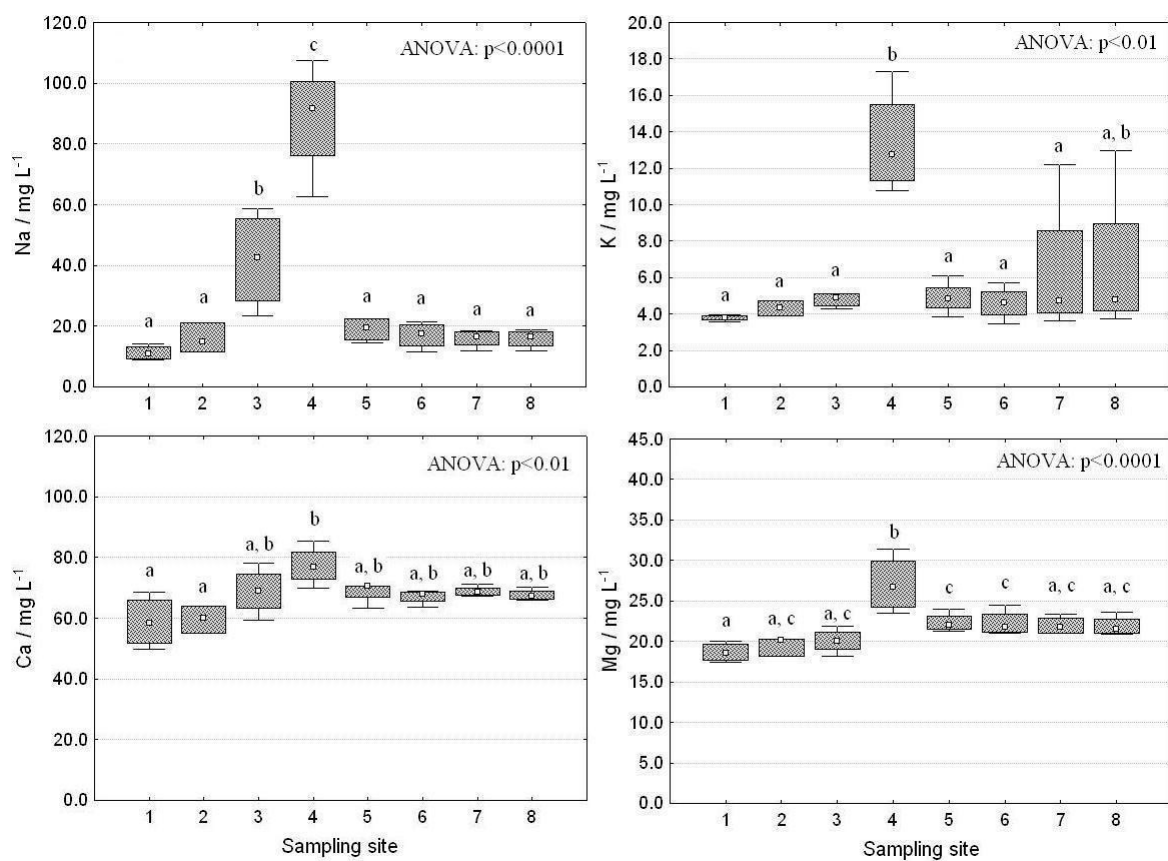 120.0
100.0
80.0
60.0
40.0
20.0
0.0
Na / mg L⁻¹
ANOVA: p<0.0001
a
a
b
c
a
a
a
a
1 2 3 4 5 6 7 8
20.0
18.0
16.0
14.0
12.0
10.0
8.0
6.0
4.0
2.0
0.0
K / mg L⁻¹
ANOVA: p<0.01
a
a
a
b
a
a
a
a, b
1 2 3 4 5 6 7 8
120.0
100.0
80.0
60.0
40.0
20.0
0.0
Ca / mg L⁻¹
ANOVA: p<0.01
a
a
a, b
b
a, b
a, b
a, b
a, b
1 2 3 4 5 6 7 8
Sampling site
45.0
40.0
35.0
30.0
25.0
20.0
15.0
10.0
5.0
0.0
Mg / mg L⁻¹
ANOVA: p<0.0001
a
a, c
a, c
b
c
c
a, c
a, c
1 2 3 4 5 6 7 8
Sampling site